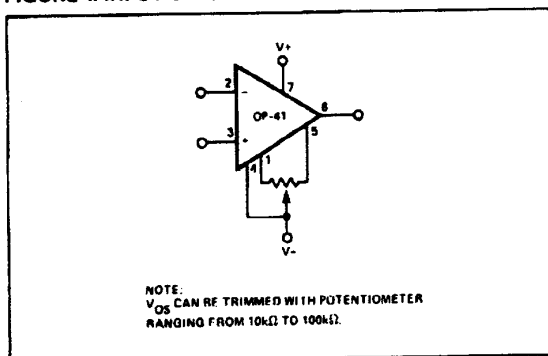 V+
2
7
−
OP-41
6
3
+
5
4
1
V−
NOTE:
VOS CAN BE TRIMMED WITH POTENTIOMETER
RANGING FROM 10kΩ TO 100kΩ.